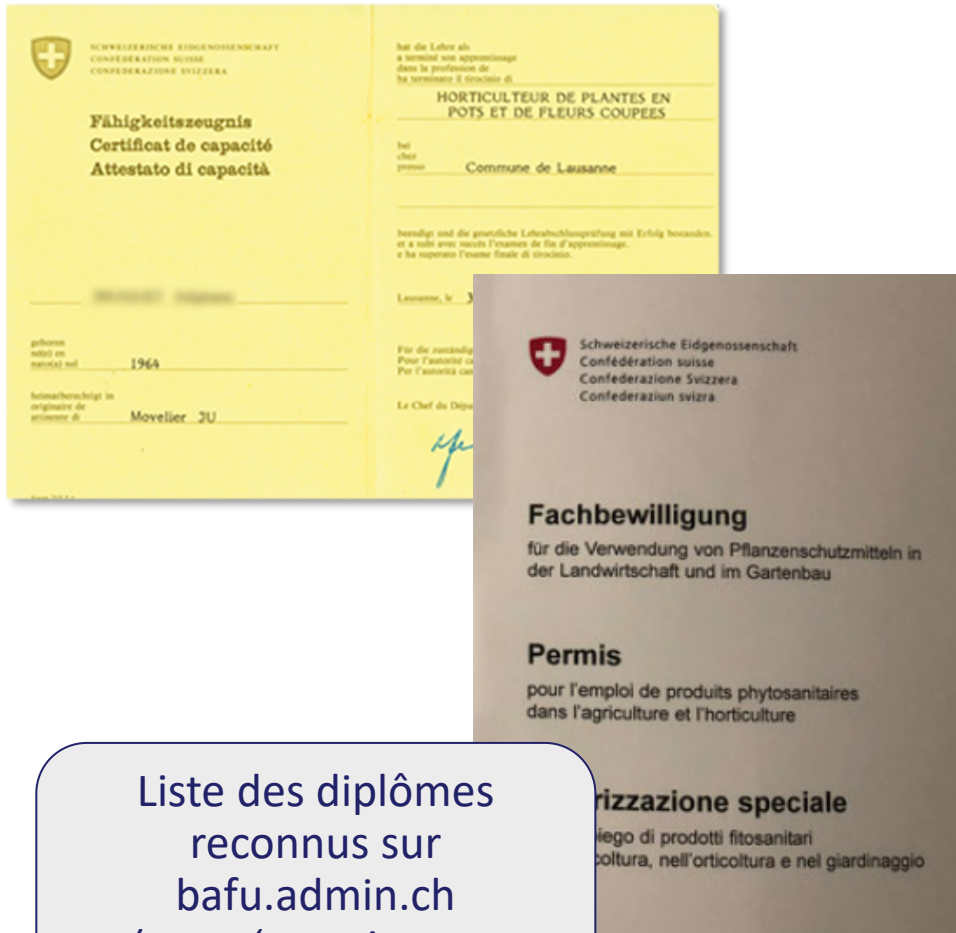 SCHWEIZERISCHE EIDGENOSSENSCHAFT
CONFÉDÉRATION SUISSE
CONFEDERAZIONE SVIZZERA
Fähigkeitszeugnis
Certificat de capacité
Attestato di capacità
geboren
né(e) en
nato(a) nel 1964
heimatberechtigt in
originaire de
attinente di Movelier JU
hat die Lehre als
a terminé son apprentissage
dans la profession de
ha terminato il tirocinio di
HORTICULTEUR DE PLANTES EN
POTS ET DE FLEURS COUPEES
bei
chez
presso Commune de Lausanne
beendigt und die gesetzliche Lehrabschlussprüfung mit Erfolg bestanden.
et a subi avec succès l'examen de fin d'apprentissage.
e ha superato l'esame finale di tirocinio.
Lausanne, le 3
Für die zuständig
Pour l'autorité ca
Per l'autorità can
Le Chef du Dépa
Schweizerische Eidgenossenschaft
Confédération suisse
Confederazione Svizzera
Confederaziun svizra
Fachbewilligung
für die Verwendung von Pflanzenschutzmitteln in
der Landwirtschaft und im Gartenbau
Permis
pour l'emploi de produits phytosanitaires
dans l'agriculture et l'horticulture
rizzazione speciale
iego di prodotti fitosanitari
coltura, nell'orticoltura e nel giardinaggio
Liste des diplômes
reconnus sur
bafu.admin.ch